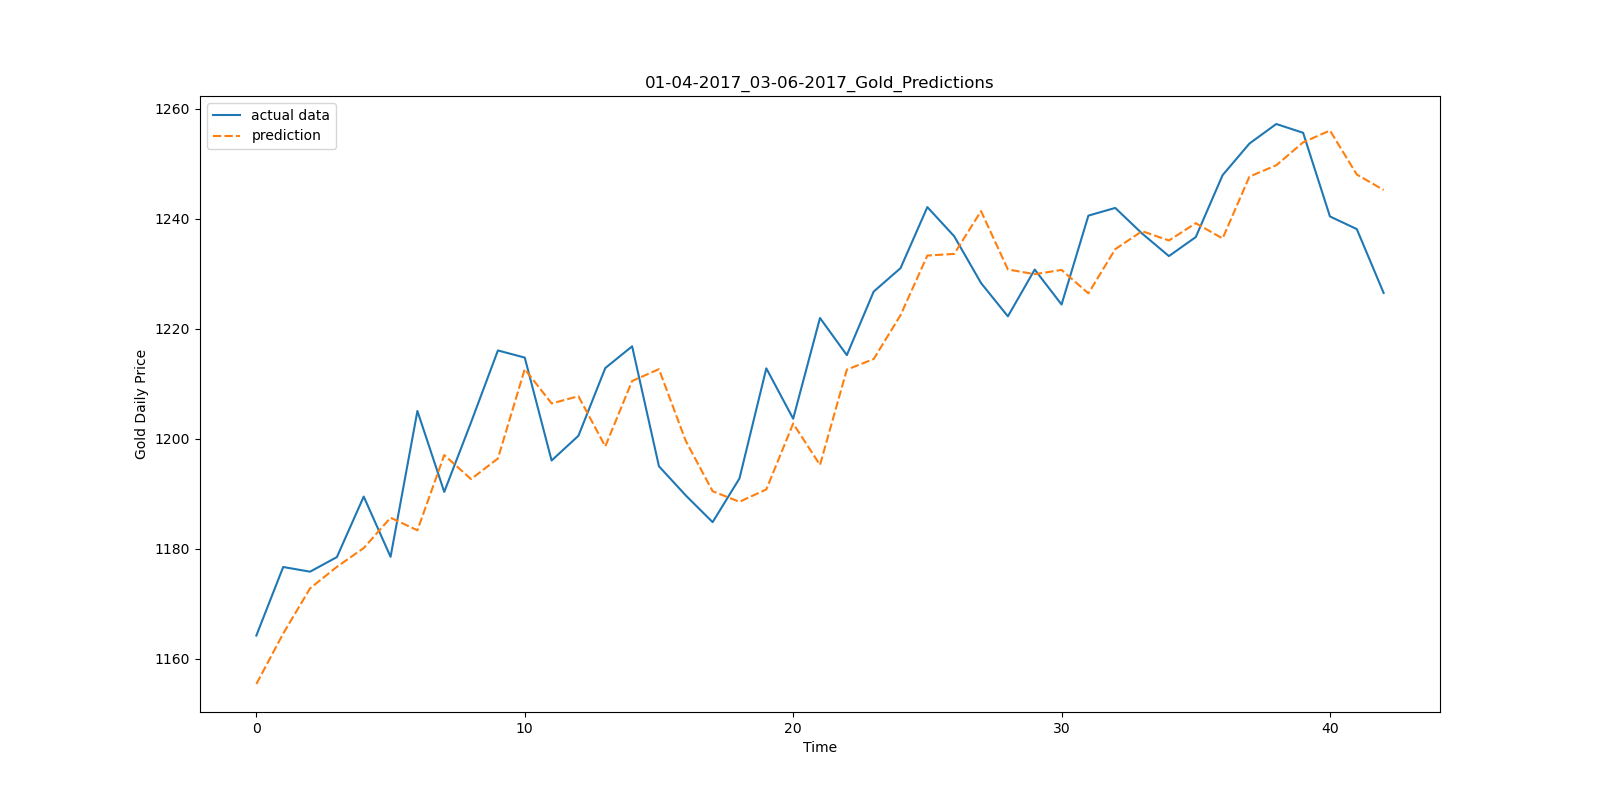 01-04-2017_03-06-2017_Gold_Predictions
actual data
prediction
Gold Daily Price
1260
1240
1220
1200
1180
1160
0 10 20 30 40
Time